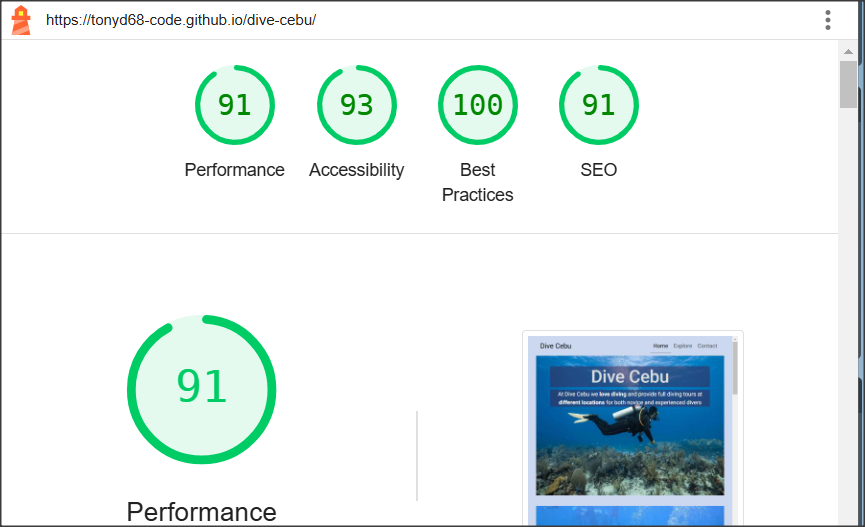 https://tonyd68-code.github.io/dive-cebu/
91 93 100 91
Performance Accessibility Best Practices SEO
91
Performance
Dive Cebu Home Explore Contact
Dive Cebu
At Dive Cebu we love diving and provide full diving tours at
different locations for both novice and experienced divers